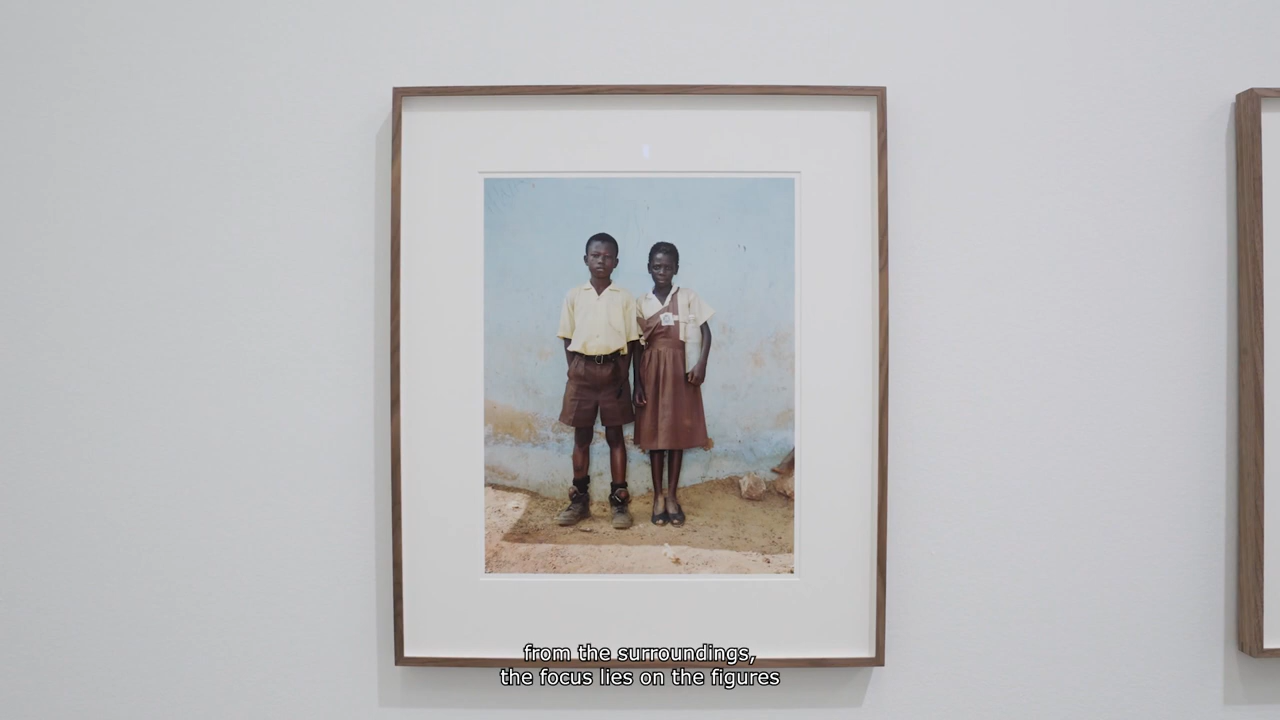 from the surroundings,
the focus lies on the figures